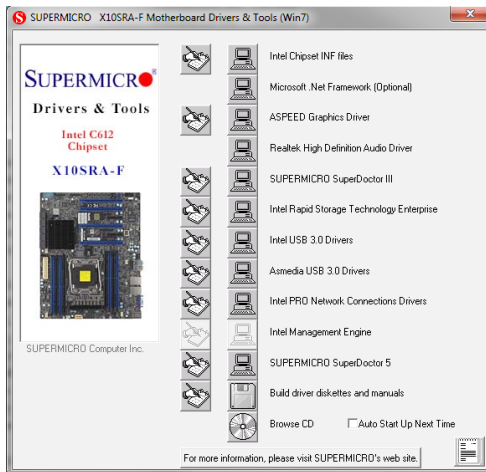 SUPERMICRO X10SRA-F Motherboard Drivers & Tools (Win7)
SUPERMICRO
Drivers & Tools
Intel C612
Chipset
X10SRA-F
SUPERMICRO Computer Inc.
Intel Chipset INF files
Microsoft .Net Framework (Optional)
ASPEED Graphics Driver
Realtek High Definition Audio Driver
SUPERMICRO SuperDoctor III
Intel Rapid Storage Technology Enterprise
Intel USB 3.0 Drivers
Asmedia USB 3.0 Drivers
Intel PRO Network Connections Drivers
Intel Management Engine
SUPERMICRO SuperDoctor 5
Build driver diskettes and manuals
Browse CD Auto Start Up Next Time
For more information, please visit SUPERMICRO's web site.